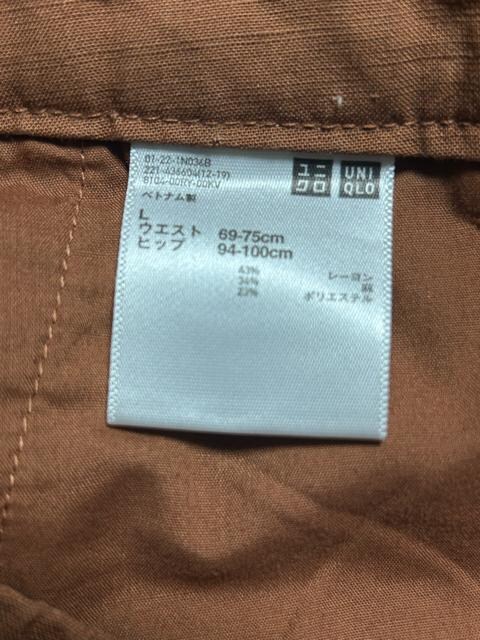 01-22-1N036B
ユニ
クロ
UNI
QLO
221-436604(12-19)
ベトナム製
L
ウエスト 69-75cm
ヒップ 94-100cm
43% レーヨン
34% 麻
23% ポリエステル